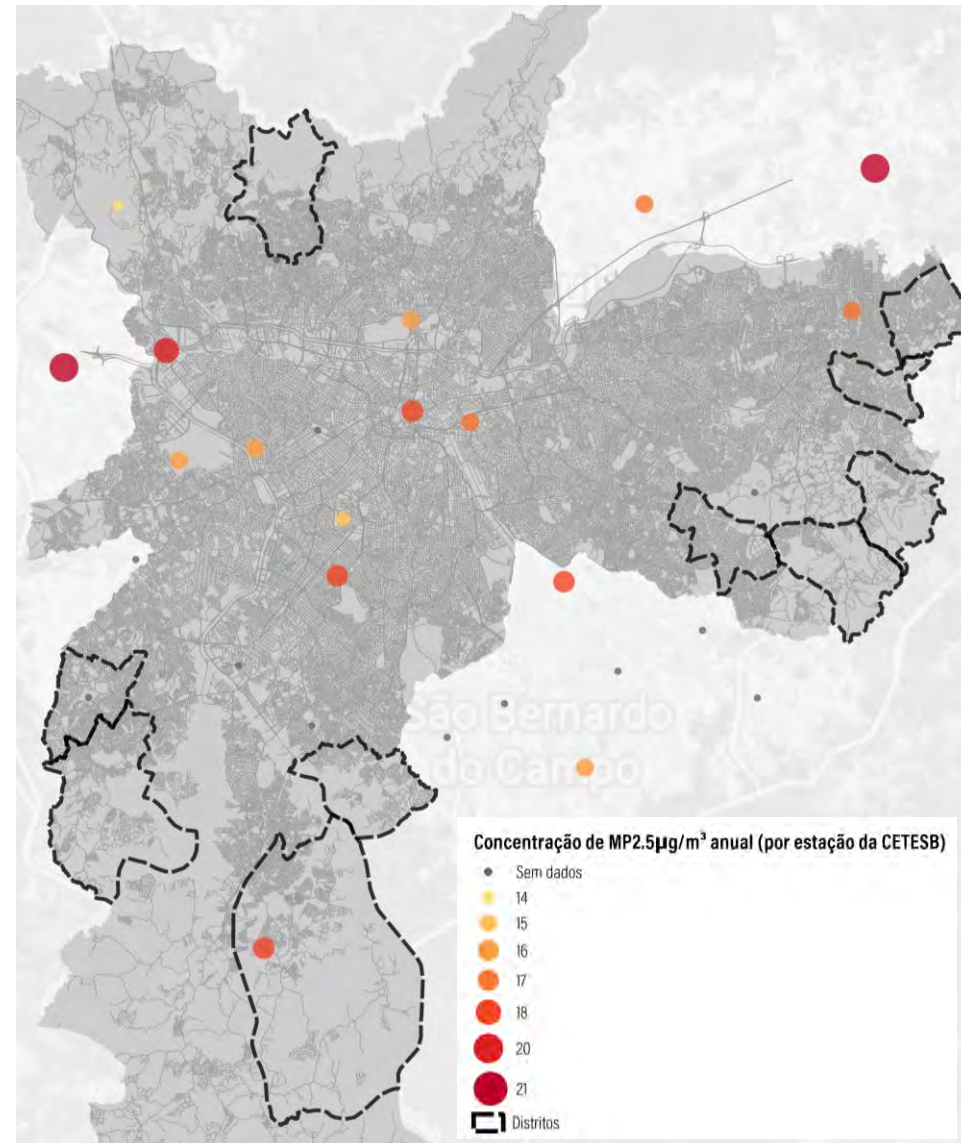 São Bernardo
do Campo
Concentração de MP2.5µg/m³ anual (por estação da CETESB)
Sem dados
14
15
16
17
18
20
21
Distritos